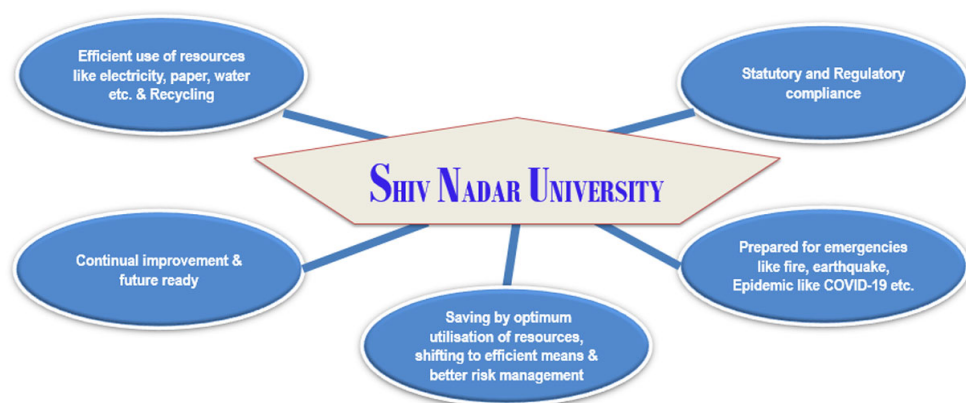 Efficient use of resources
like electricity, paper, water
etc. & Recycling
Statutory and Regulatory
compliance
SHIV NADAR UNIVERSITY
Continual improvement &
future ready
Prepared for emergencies
like fire, earthquake,
Epidemic like COVID-19 etc.
Saving by optimum
utilisation of resources,
shifting to efficient means &
better risk management